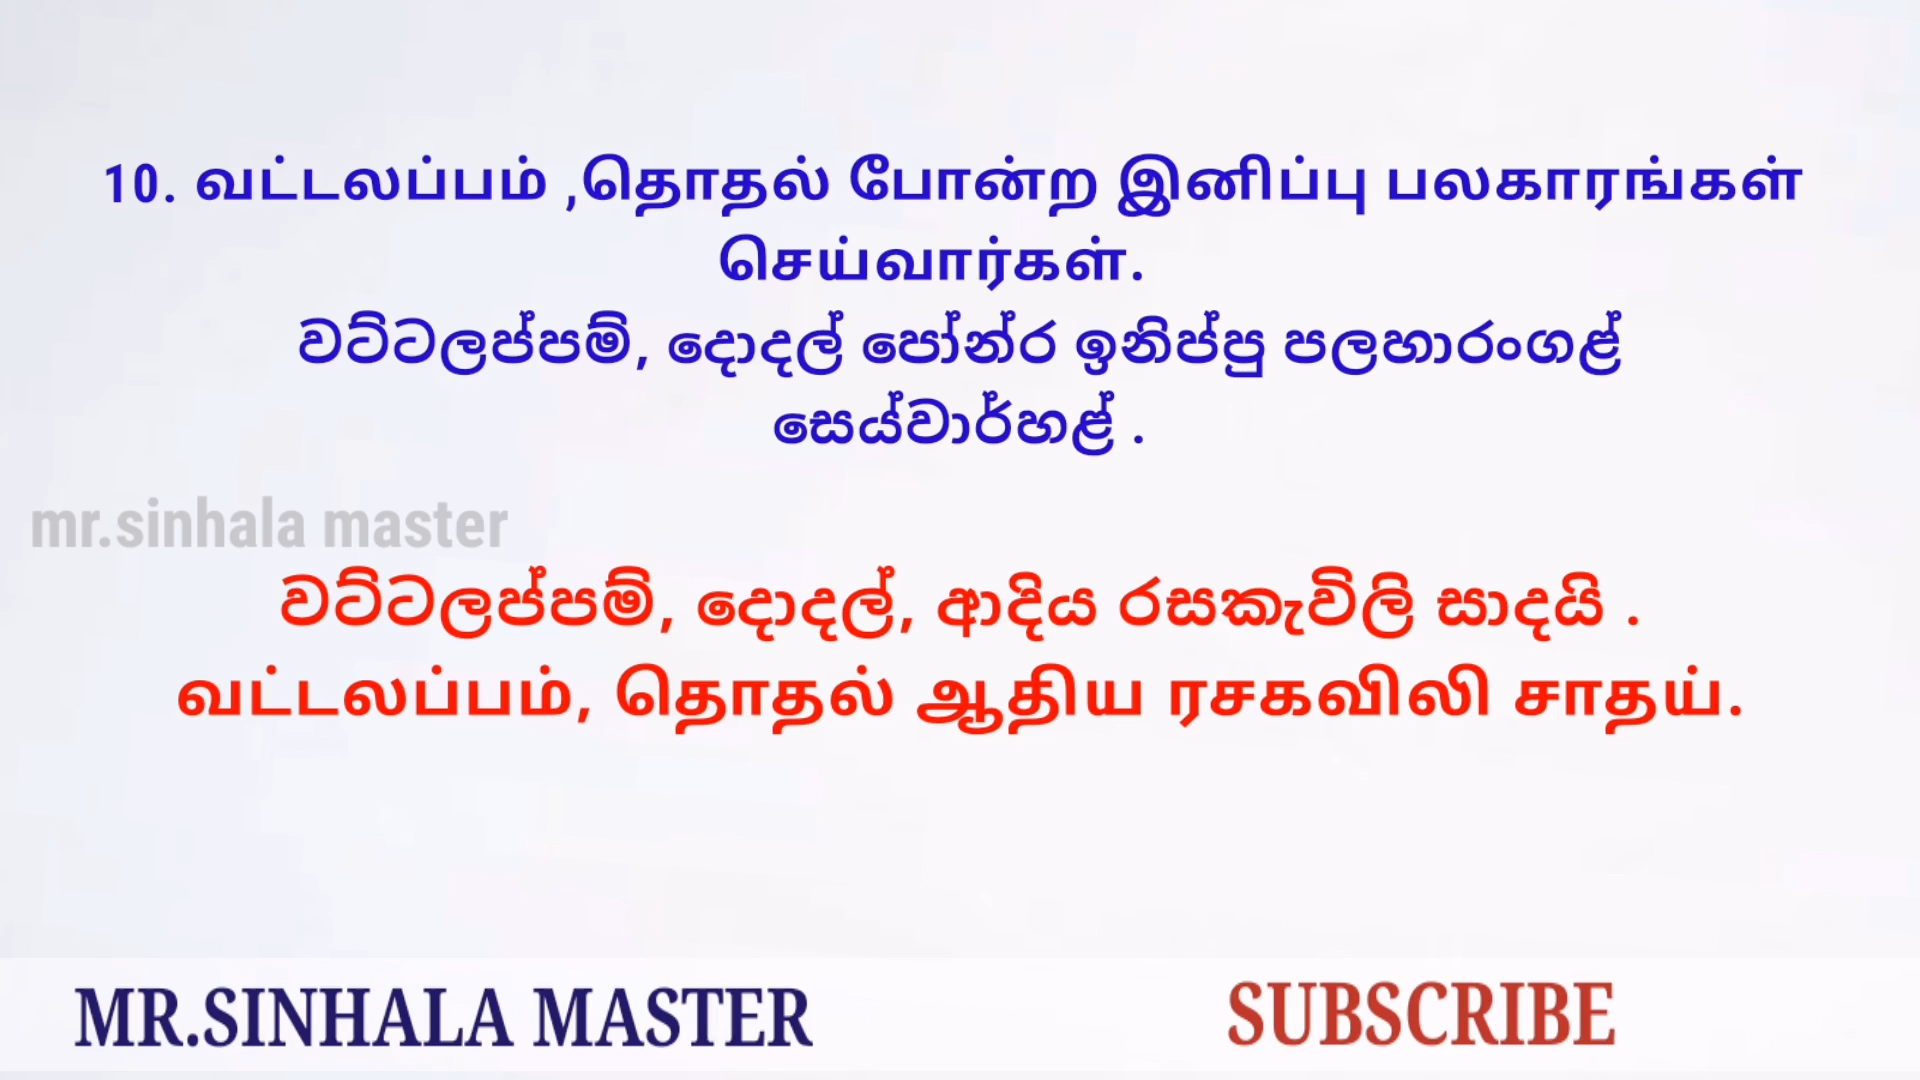 10. வட்டலப்பம் ,தொதல் போன்ற இனிப்பு பலகாரங்கள்
செய்வார்கள்.
වට්ටලප්පම්, දොදල් පෝන්ර ඉනිප්පු පලහාරංගළ්
සෙය්වාර්හළ් .
mr.sinhala master
වට්ටලප්පම්, දොදල්, ආදිය රසකැවිලි සාදයි .
வட்டலப்பம், தொதல் ஆதிய ரசகவிலி சாதய்.
MR.SINHALA MASTER
SUBSCRIBE